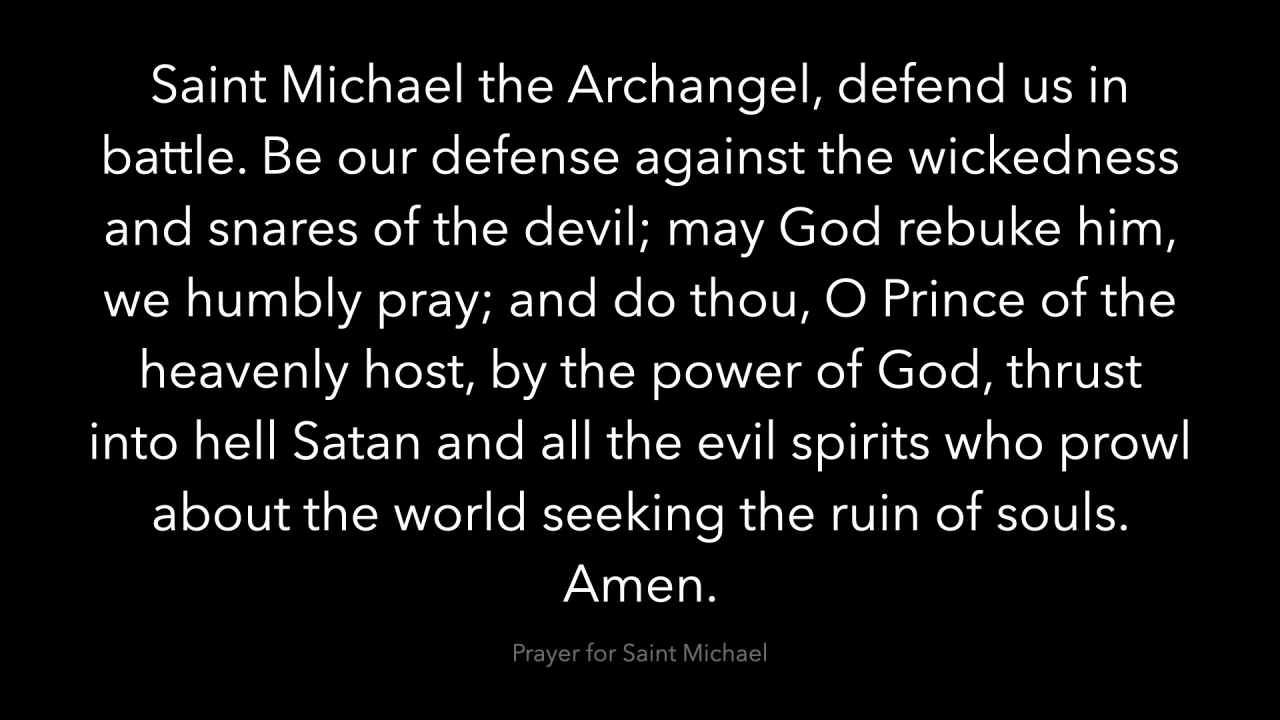 Saint Michael the Archangel, defend us in
battle. Be our defense against the wickedness
and snares of the devil; may God rebuke him,
we humbly pray; and do thou, O Prince of the
heavenly host, by the power of God, thrust
into hell Satan and all the evil spirits who prowl
about the world seeking the ruin of souls.
Amen.
Prayer for Saint Michael